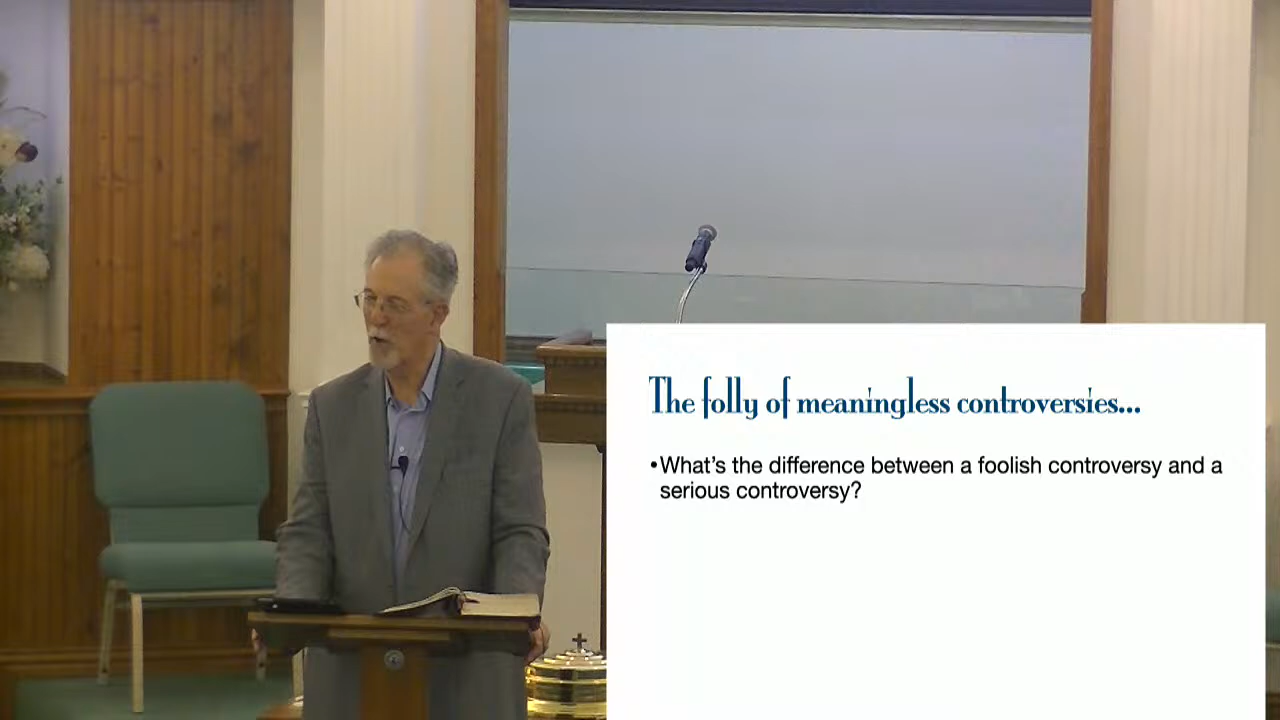 The folly of meaningless controversies...
•What's the difference between a foolish controversy and a
serious controversy?